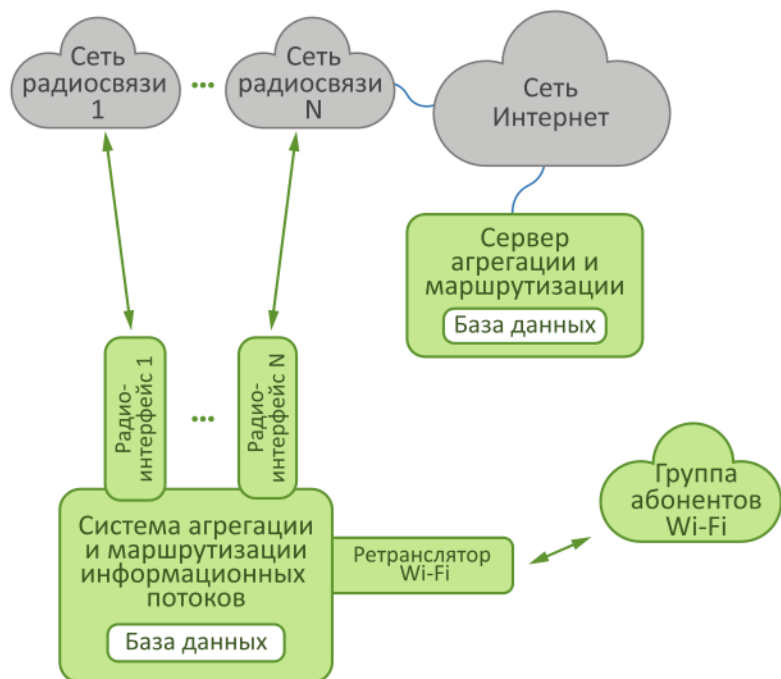 Сеть
радиосвязи
1
...
Сеть
радиосвязи
N
Сеть
Интернет
Сервер
агрегации и
маршрутизации
База данных
Радио-
интерфейс 1
...
Радио-
интерфейс N
Группа
абонентов
Wi-Fi
Система агрегации
и маршрутизации
информационных
потоков
База данных
Ретранслятор
Wi-Fi